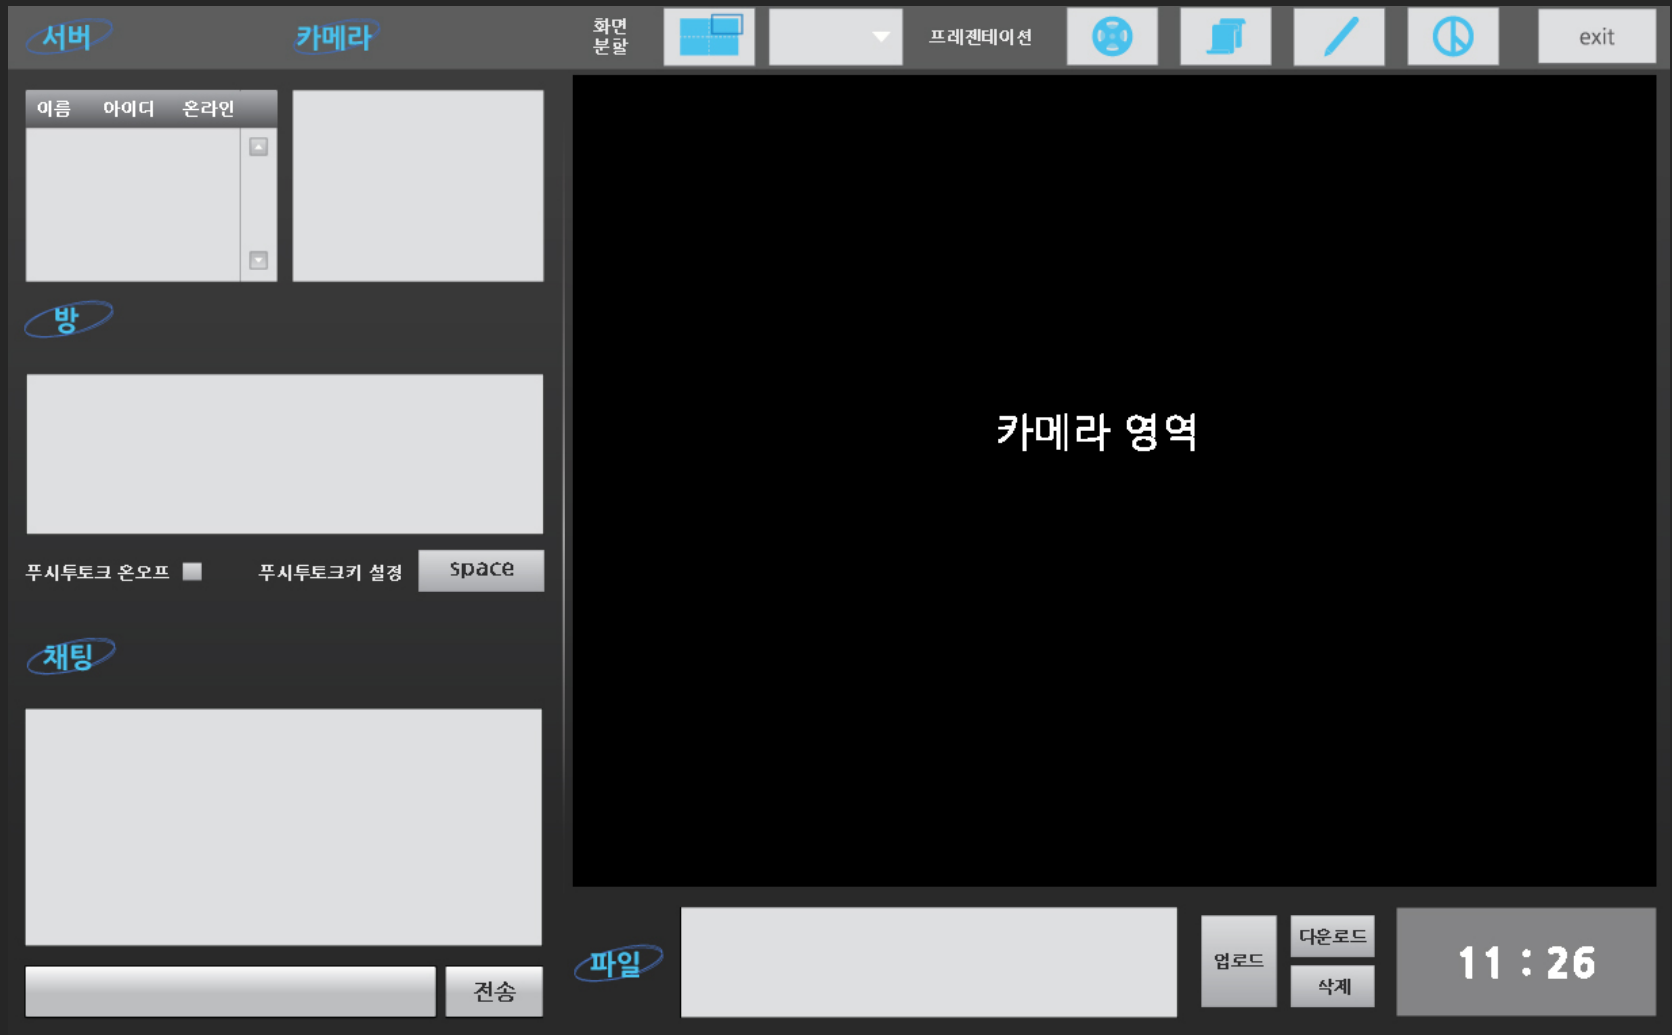 서버
카메라
화면
분할
프레젠테이션
exit
이름 아이디 온라인
방
카메라 영역
푸시투토크 온오프
푸시투토크키 설정
space
채팅
전송
파일
업로드
다운로드
삭제
11 : 26